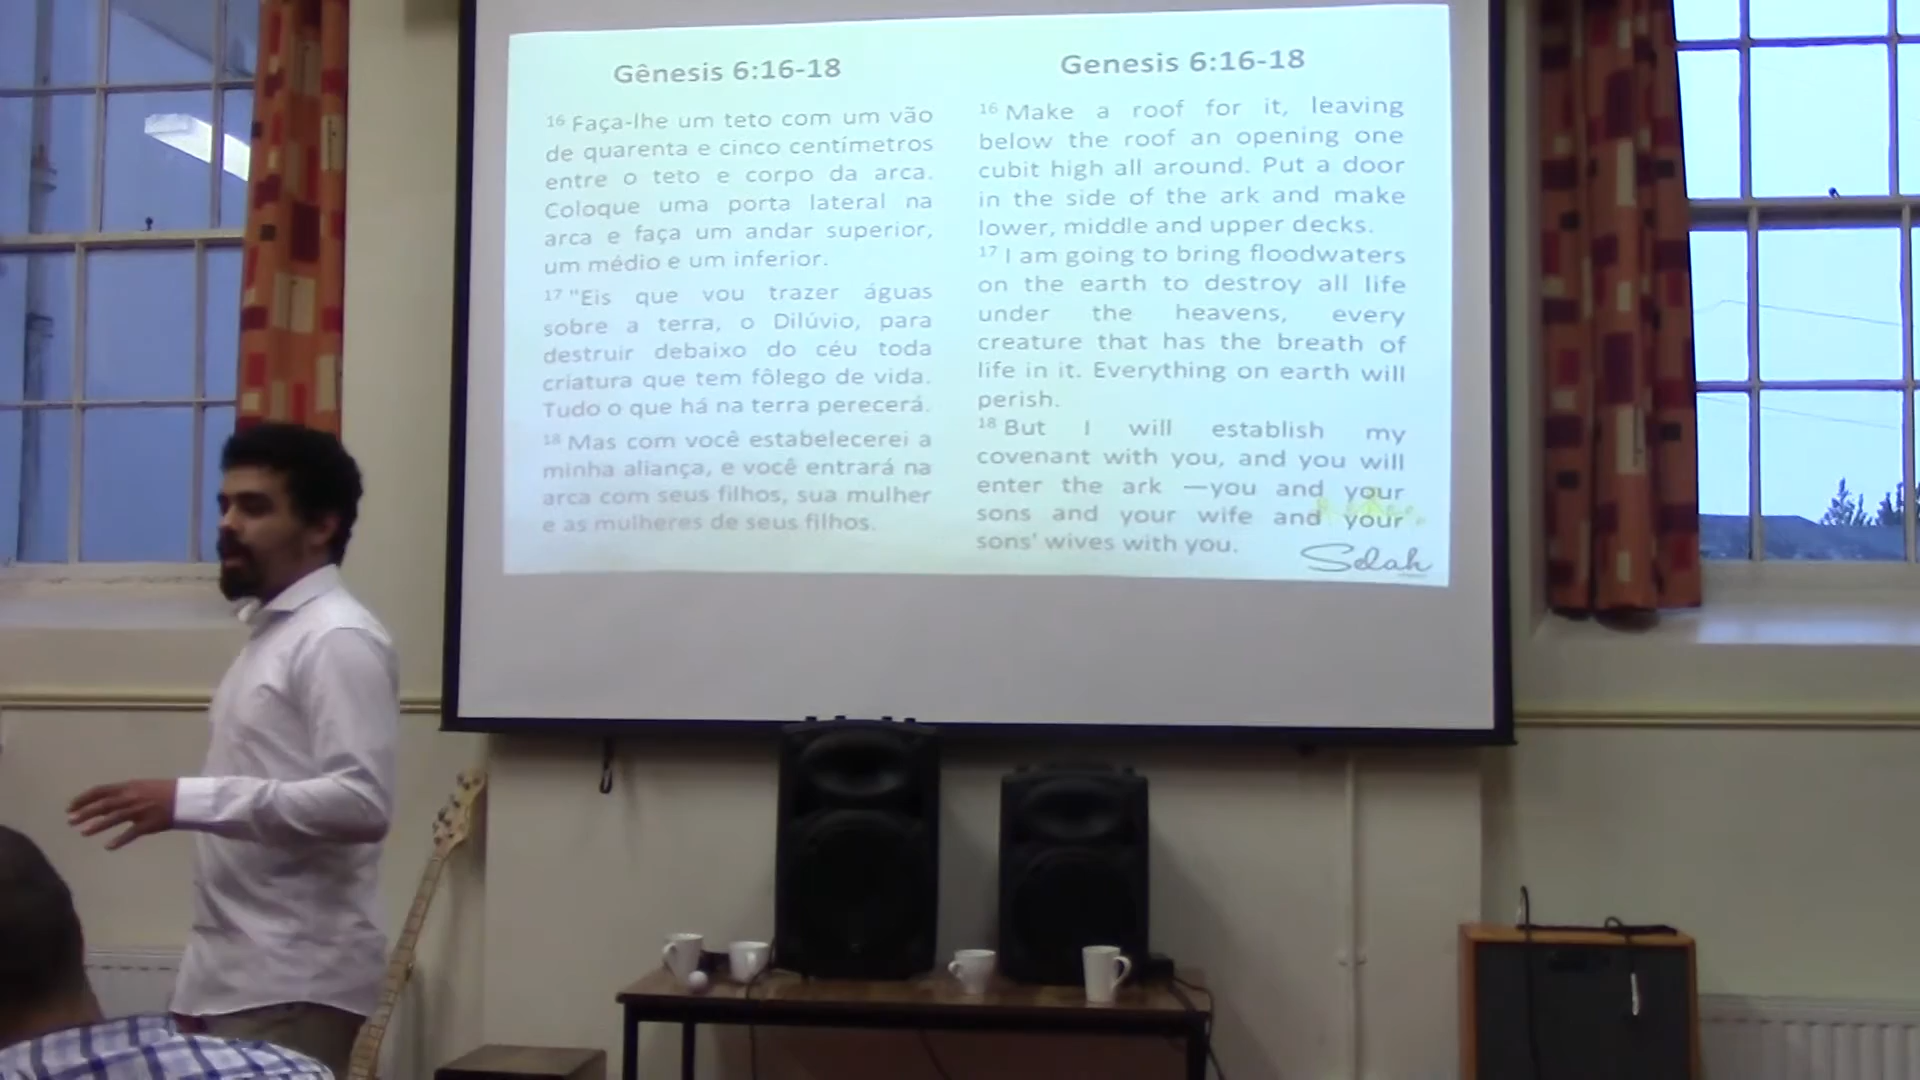 Gênesis 6:16-18
16 Faça-lhe um teto com um vão
de quarenta e cinco centímetros
entre o teto e corpo da arca.
Coloque uma porta lateral na
arca e faça um andar superior,
um médio e um inferior.
17 "Eis que vou trazer águas
sobre a terra, o Dilúvio, para
destruir debaixo do céu toda
criatura que tem fôlego de vida.
Tudo o que há na terra perecerá.
18 Mas com você estabelecerei a
minha aliança, e você entrará na
arca com seus filhos, sua mulher
e as mulheres de seus filhos.
Genesis 6:16-18
16 Make a roof for it, leaving
below the roof an opening one
cubit high all around. Put a door
in the side of the ark and make
lower, middle and upper decks.
17 I am going to bring floodwaters
on the earth to destroy all life
under the heavens, every
creature that has the breath of
life in it. Everything on earth will
perish.
18 But I will establish my
covenant with you, and you will
enter the ark —you and your
sons and your wife and your
sons' wives with you.
Selah